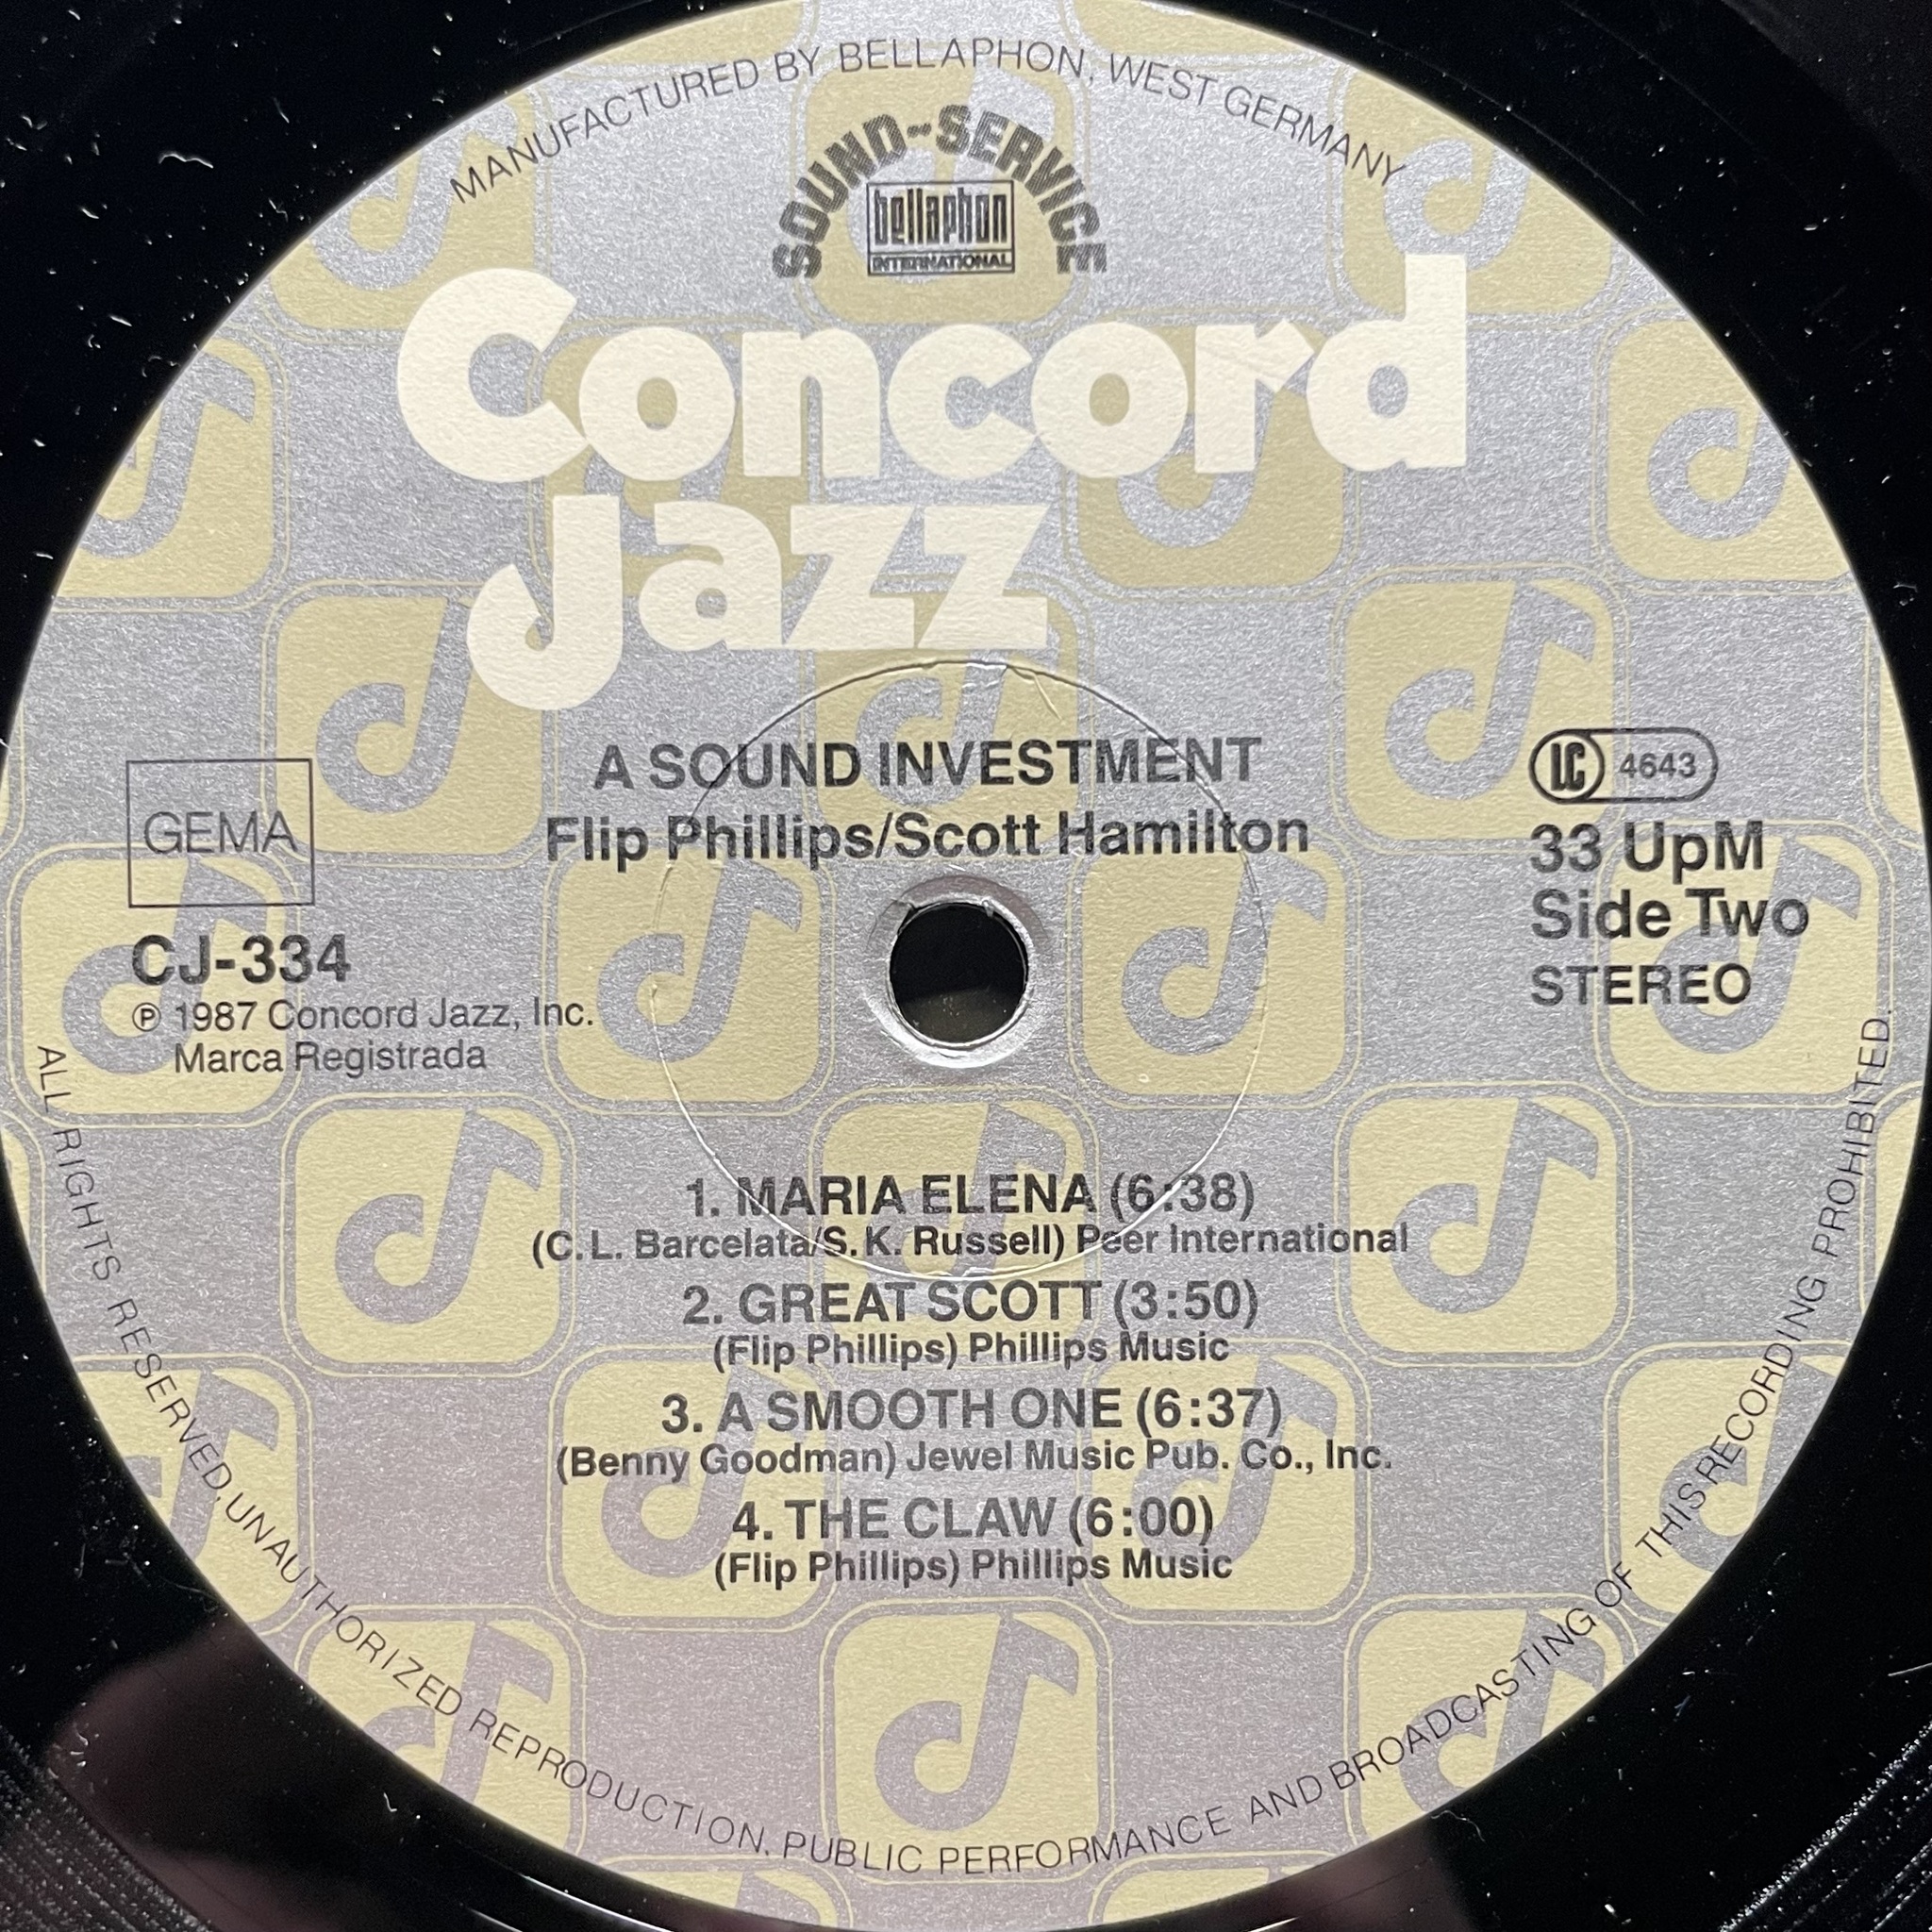 MANUFACTURED BY BELLAPHON, WEST GERMANY
SOUND-SERVICE
bellaphon
INTERNATIONAL
Concord
Jazz
A SOUND INVESTMENT
Flip Phillips/Scott Hamilton
GEMA
CJ-334
℗ 1987 Concord Jazz, Inc.
Marca Registrada
LC 4643
33 UpM
Side Two
STEREO
1. MARIA ELENA (6:38)
(C.L. Barcelata/S.K. Russell) Peer International
2. GREAT SCOTT (3:50)
(Flip Phillips) Phillips Music
3. A SMOOTH ONE (6:37)
(Benny Goodman) Jewel Music Pub. Co., Inc.
4. THE CLAW (6:00)
(Flip Phillips) Phillips Music
ALL RIGHTS RESERVED. UNAUTHORIZED REPRODUCTION, PUBLIC PERFORMANCE AND BROADCASTING OF THIS RECORDING PROHIBITED.